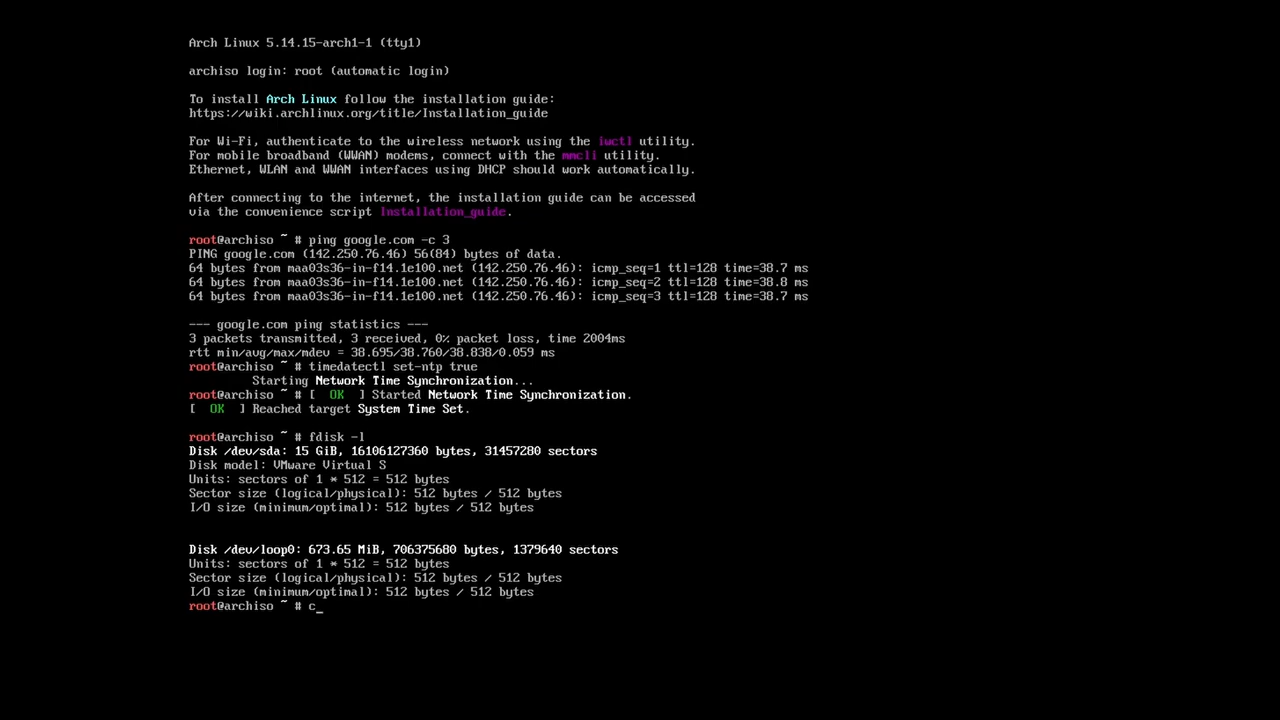 Arch Linux 5.14.15-arch1-1 (tty1)
archiso login: root (automatic login)
To install Arch Linux follow the installation guide:
https://wiki.archlinux.org/title/Installation_guide
For Wi-Fi, authenticate to the wireless network using the iwctl utility.
For mobile broadband (WWAN) modems, connect with the mmcli utility.
Ethernet, WLAN and WWAN interfaces using DHCP should work automatically.
After connecting to the internet, the installation guide can be accessed
via the convenience script Installation_guide.
root@archiso ~ # ping google.com -c 3
PING google.com (142.250.76.46) 56(84) bytes of data.
64 bytes from maa03s36-in-f14.1e100.net (142.250.76.46): icmp_seq=1 ttl=128 time=38.7 ms
64 bytes from maa03s36-in-f14.1e100.net (142.250.76.46): icmp_seq=2 ttl=128 time=38.8 ms
64 bytes from maa03s36-in-f14.1e100.net (142.250.76.46): icmp_seq=3 ttl=128 time=38.7 ms
--- google.com ping statistics ---
3 packets transmitted, 3 received, 0% packet loss, time 2004ms
rtt min/avg/max/mdev = 38.695/38.760/38.838/0.059 ms
root@archiso ~ # timedatectl set-ntp true
Starting Network Time Synchronization...
root@archiso ~ # [  OK  ] Started Network Time Synchronization.
[  OK  ] Reached target System Time Set.
root@archiso ~ # fdisk -l
Disk /dev/sda: 15 GiB, 16106127360 bytes, 31457280 sectors
Disk model: VMware Virtual S
Units: sectors of 1 * 512 = 512 bytes
Sector size (logical/physical): 512 bytes / 512 bytes
I/O size (minimum/optimal): 512 bytes / 512 bytes
Disk /dev/loop0: 673.65 MiB, 706375680 bytes, 1379640 sectors
Units: sectors of 1 * 512 = 512 bytes
Sector size (logical/physical): 512 bytes / 512 bytes
I/O size (minimum/optimal): 512 bytes / 512 bytes
root@archiso ~ # c_